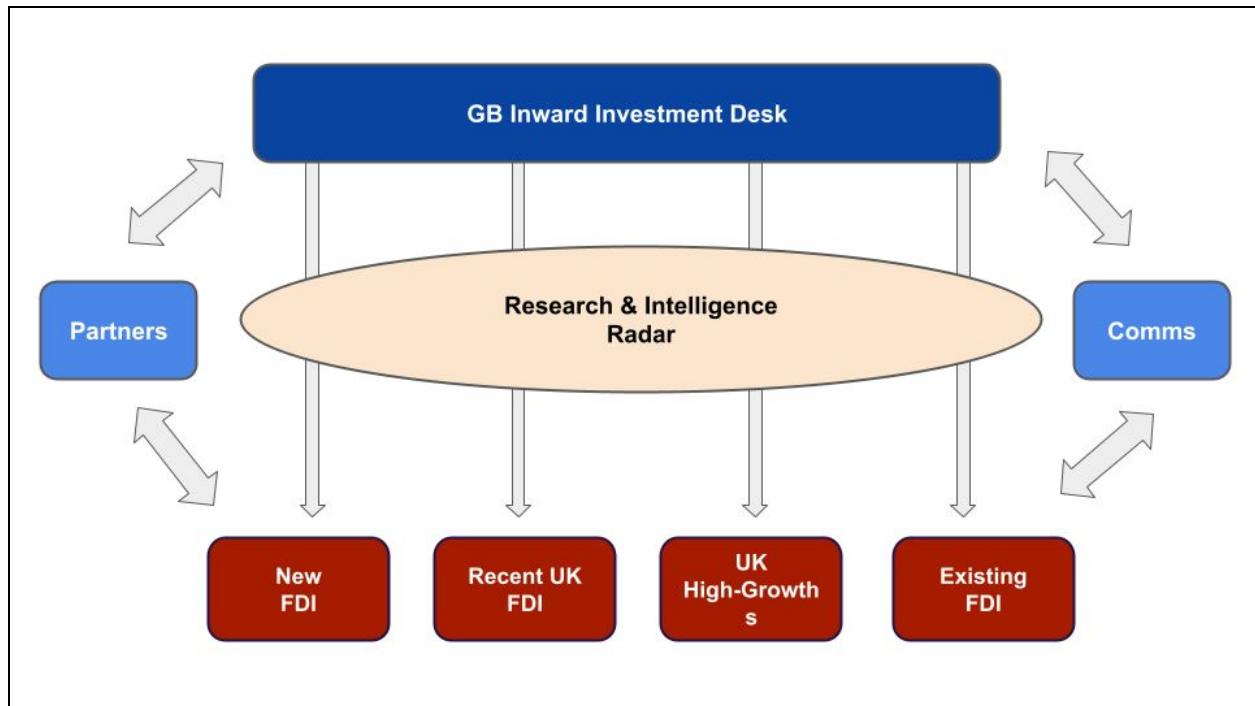 GB Inward Investment Desk
Research & Intelligence
Radar
Partners
Comms
New
FDI
Recent UK
FDI
UK
High-Growth
s
Existing
FDI